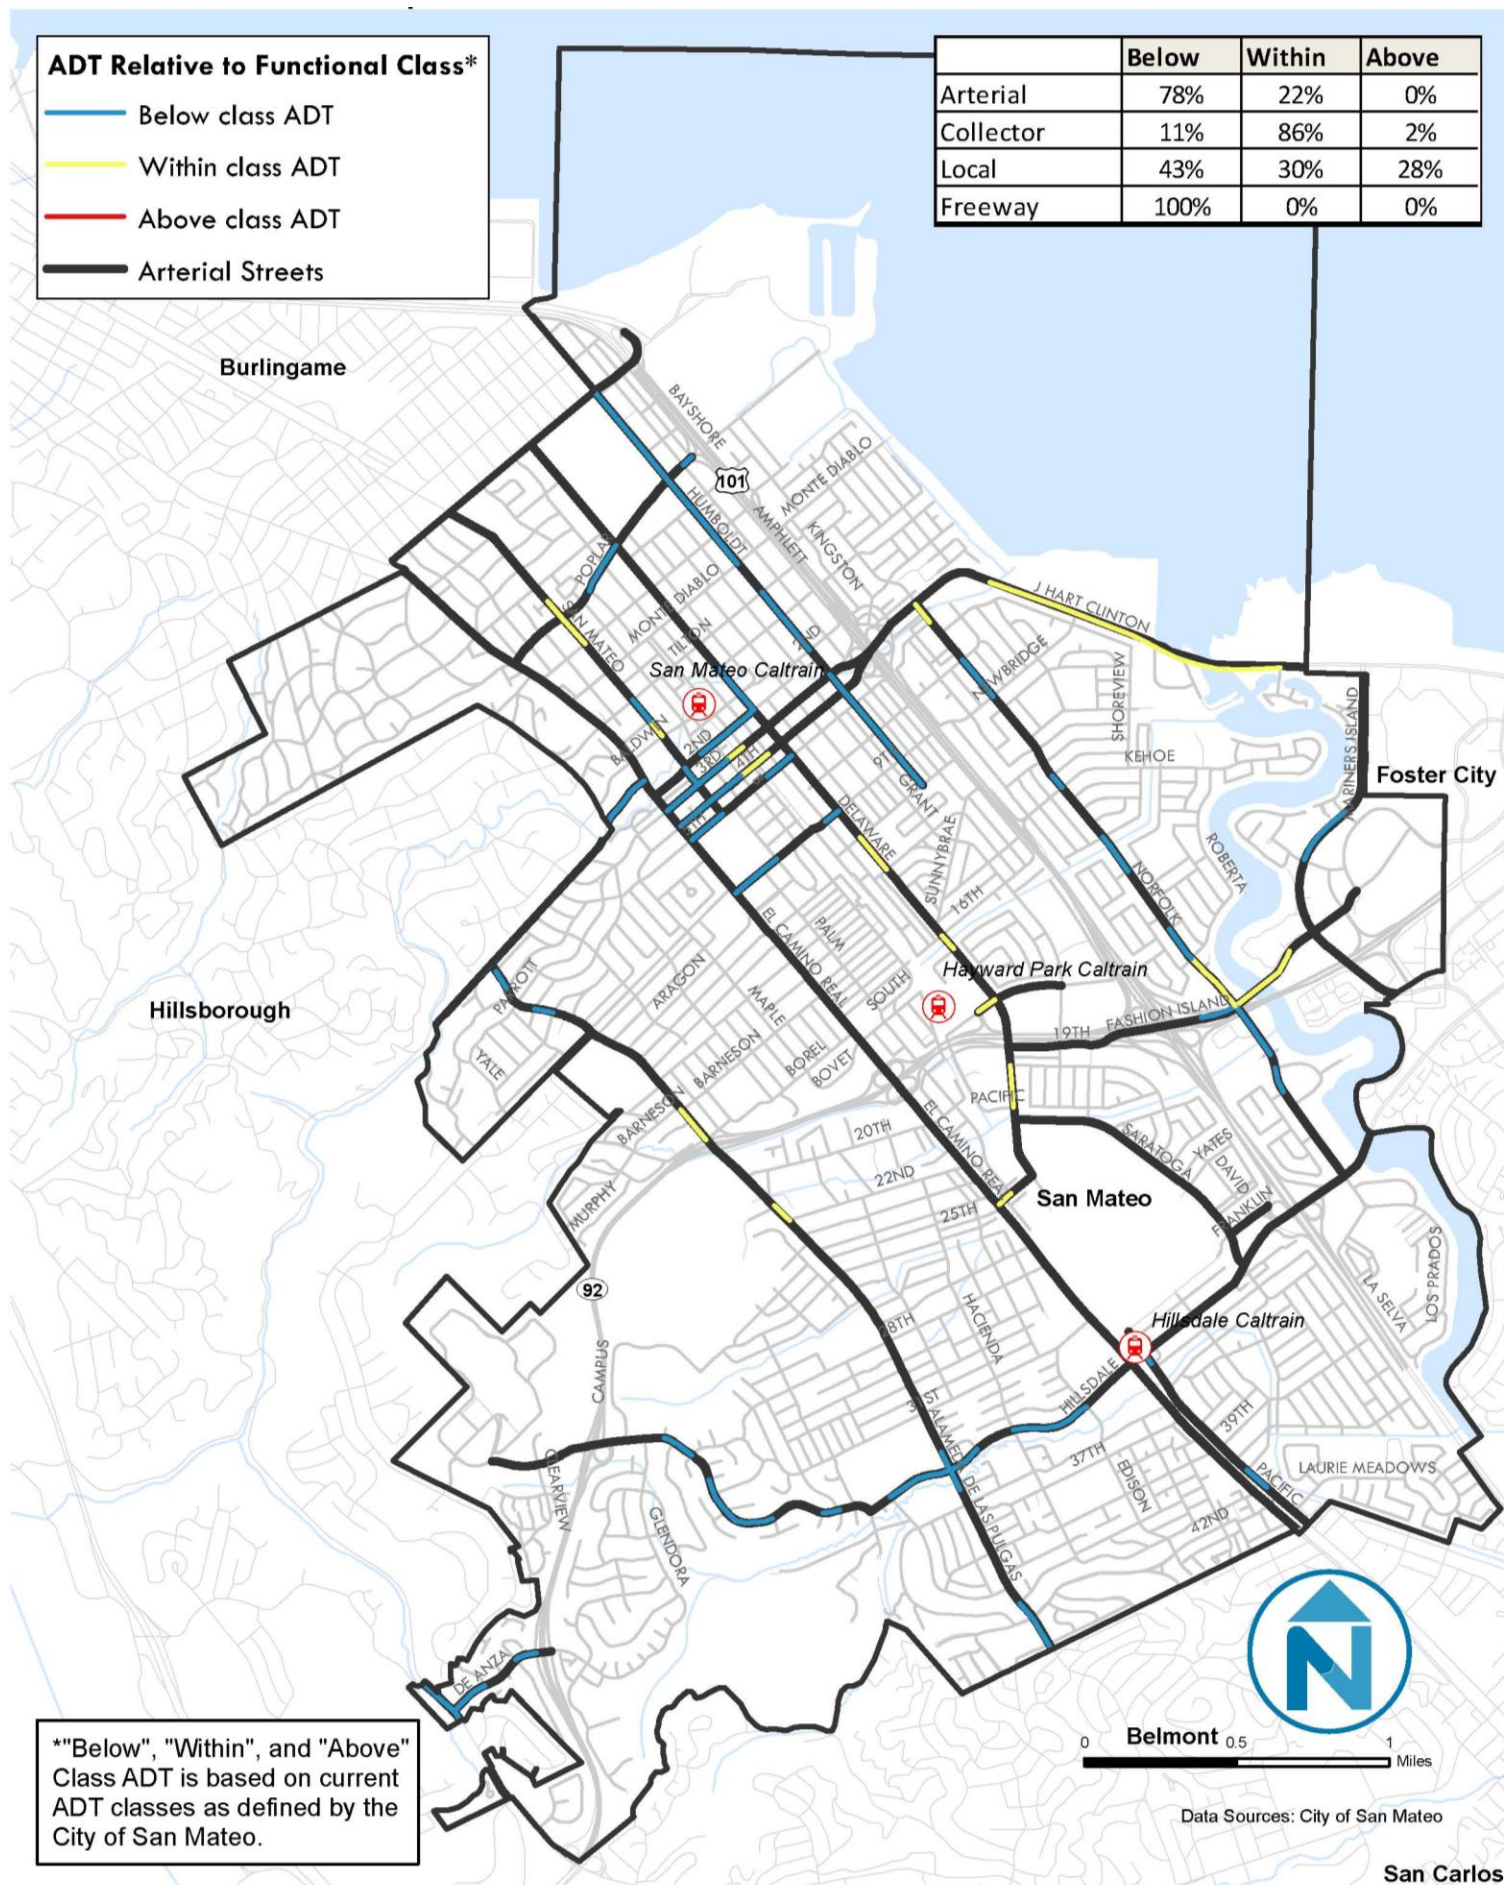 ADT Relative to Functional Class*
Below class ADT
Within class ADT
Above class ADT
Arterial Streets
Below Within Above
Arterial 78% 22% 0%
Collector 11% 86% 2%
Local 43% 30% 28%
Freeway 100% 0% 0%
Burlingame
BAYSHORE
101
MONTE DIABLO
HUMBOLDT
AMPHLETT
KINGSTON
POPLAR
MONTE DIABLO
TILTON
SAN MATEO
2ND
J HART CLINTON
San Mateo Caltrain
SHOREVIEW
KEHOE
MARINERS ISLAND
Foster City
BALDWIN
2ND
3RD
4TH
9TH
GRANT
DELAWARE
SUNNYBRAE
ROBERTA
NORFOLK
16TH
EL CAMINO REAL
PALM
Hayward Park Caltrain
PARROTT
ARAGON
MAPLE
SOUTH
Hillsborough
FASHION ISLAND
19TH
YALE
BARNESON
BOREL
BOVET
BARNESON
PACIFIC
EL CAMINO REAL
20TH
SARATOGA
YATES
DAVID
22ND
San Mateo
MURPHY
25TH
FRANKLIN
92
LOS PRADOS
LA SELVA
HACIENDA
28TH
Hillsdale Caltrain
CAMPUS
HILLSDALE
39TH
ALAMEDA DE LAS PULGAS
37TH
EDISON
PACIFIC
LAURIE MEADOWS
CLEARVIEW
GLENDORA
42ND
DE ANZA
N
*"Below", "Within", and "Above"
Class ADT is based on current
ADT classes as defined by the
City of San Mateo.
Belmont
0 0.5 1
Miles
Data Sources: City of San Mateo
San Carlos